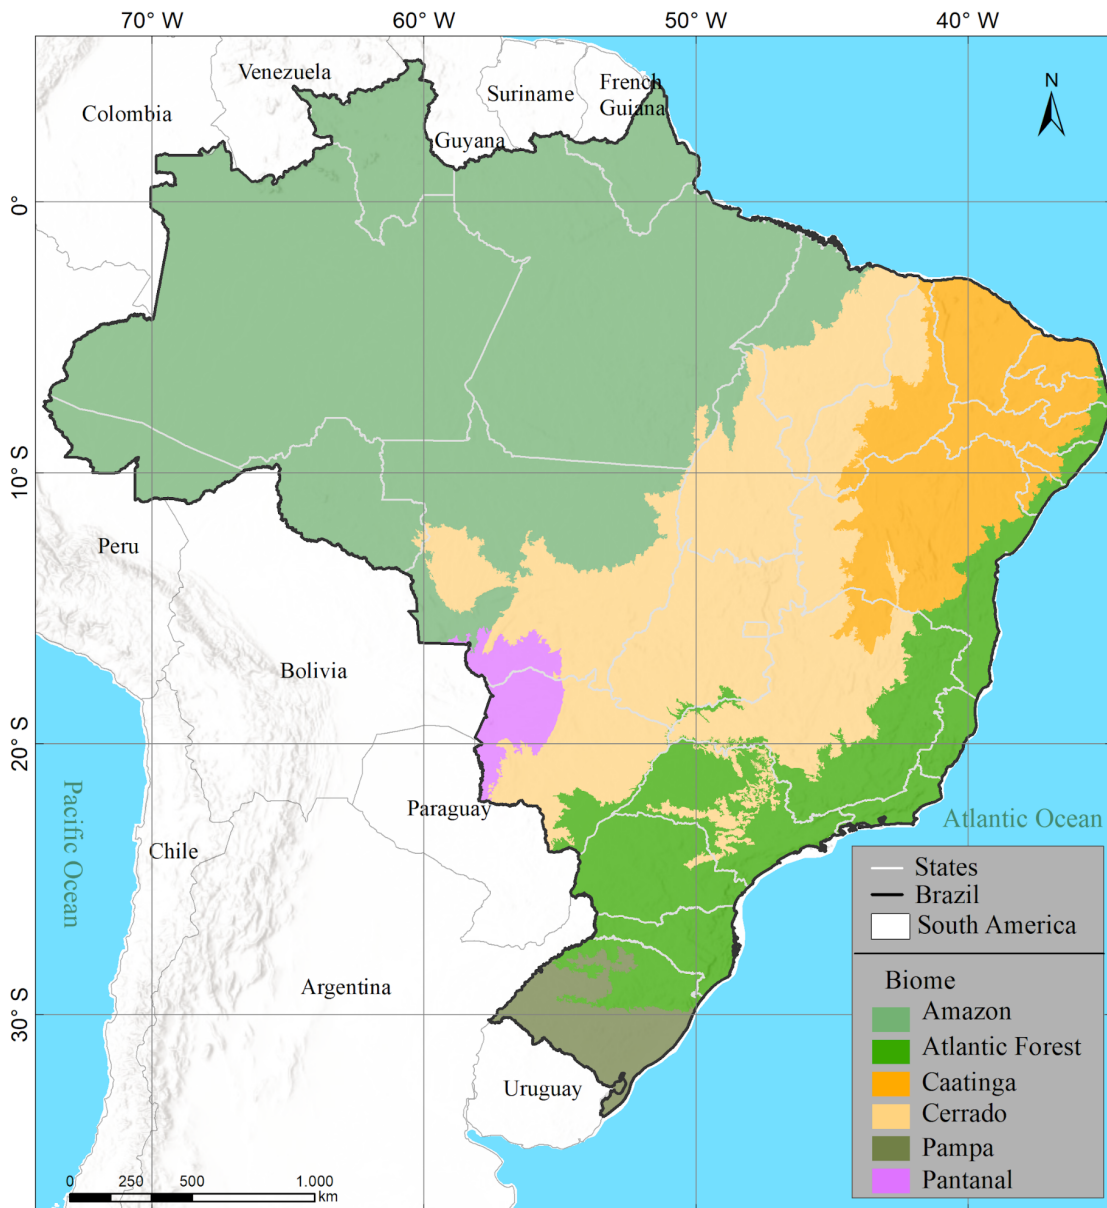 70° W 60° W 50° W 40° W
N
Venezuela
Colombia
Suriname
French
Guiana
Guyana
0°
10° S
20° S
30° S
Peru
Bolivia
Paraguay
Chile
Pacific Ocean
Atlantic Ocean
Argentina
Uruguay
States
Brazil
South America
Biome
Amazon
Atlantic Forest
Caatinga
Cerrado
Pampa
Pantanal
0 250 500 1.000
km